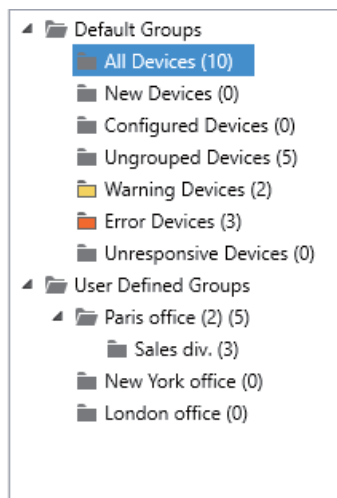 Default Groups
All Devices (10)
New Devices (0)
Configured Devices (0)
Ungrouped Devices (5)
Warning Devices (2)
Error Devices (3)
Unresponsive Devices (0)
User Defined Groups
Paris office (2) (5)
Sales div. (3)
New York office (0)
London office (0)